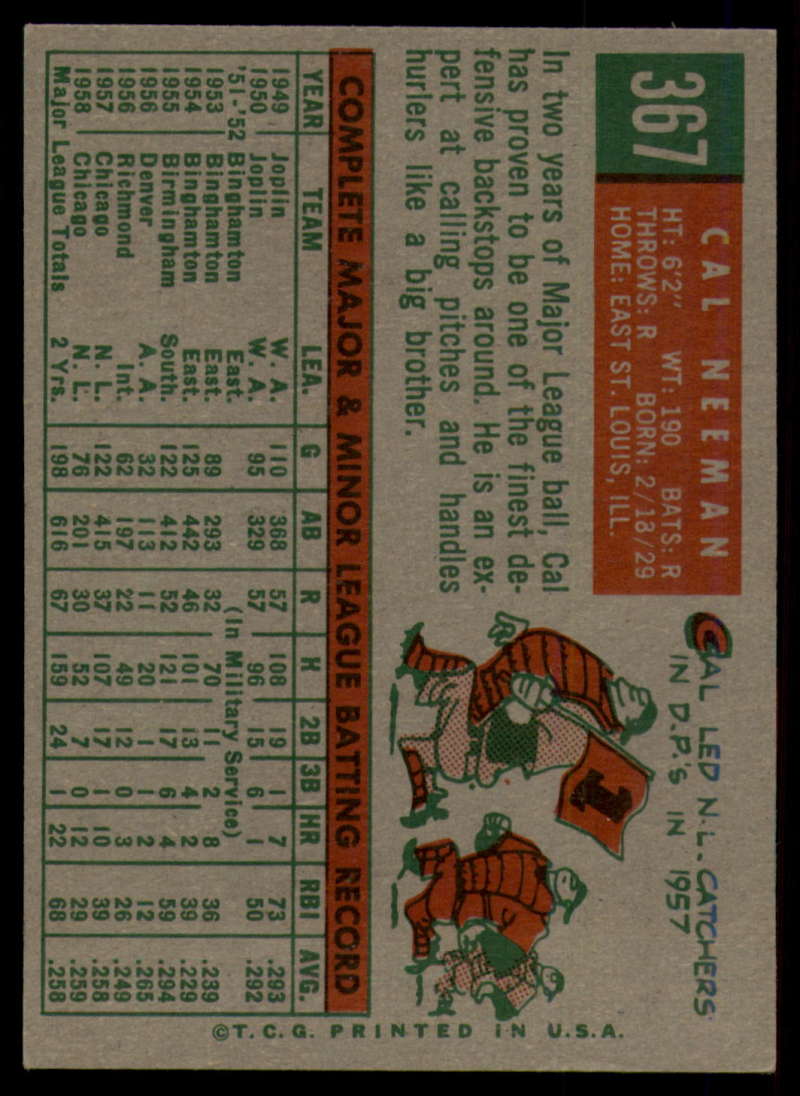 367
CAL NEEMAN
HT: 6'2" WT: 190 BATS: R
THROWS: R BORN: 2/18/29
HOME: EAST ST. LOUIS, ILL.
CAL LED N.L. CATCHERS
IN D.P.'S IN 1957
In two years of Major League ball, Cal
has proven to be one of the finest de-
fensive backstops around. He is an ex-
pert at calling pitches and handles
hurlers like a big brother.
1
COMPLETE MAJOR & MINOR LEAGUE BATTING RECORD
YEAR TEAM LEA. G AB R H 2B 3B HR RBI AVG.
1949 Joplin W. A. 110 368 57 108 19 1 7 73 .293
1950 Joplin W. A. 95 329 57 96 15 6 1 50 .292
'51-'52 Binghamton East. (In Military Service)
1953 Binghamton East. 89 293 32 70 11 2 8 36 .239
1954 Binghamton East. 125 442 46 101 13 4 2 39 .229
1955 Birmingham South. 122 412 52 121 17 6 4 59 .294
1956 Denver A. A. 32 113 11 20 1 1 2 12 .265
1956 Richmond Int. 62 197 22 49 12 0 3 26 .249
1957 Chicago N. L. 122 415 37 107 17 1 10 39 .258
1958 Chicago N. L. 76 201 30 52 7 0 12 29 .259
Major League Totals 2 Yrs. 198 616 67 159 24 1 22 68 .258
©T.C.G. PRINTED IN U.S.A.